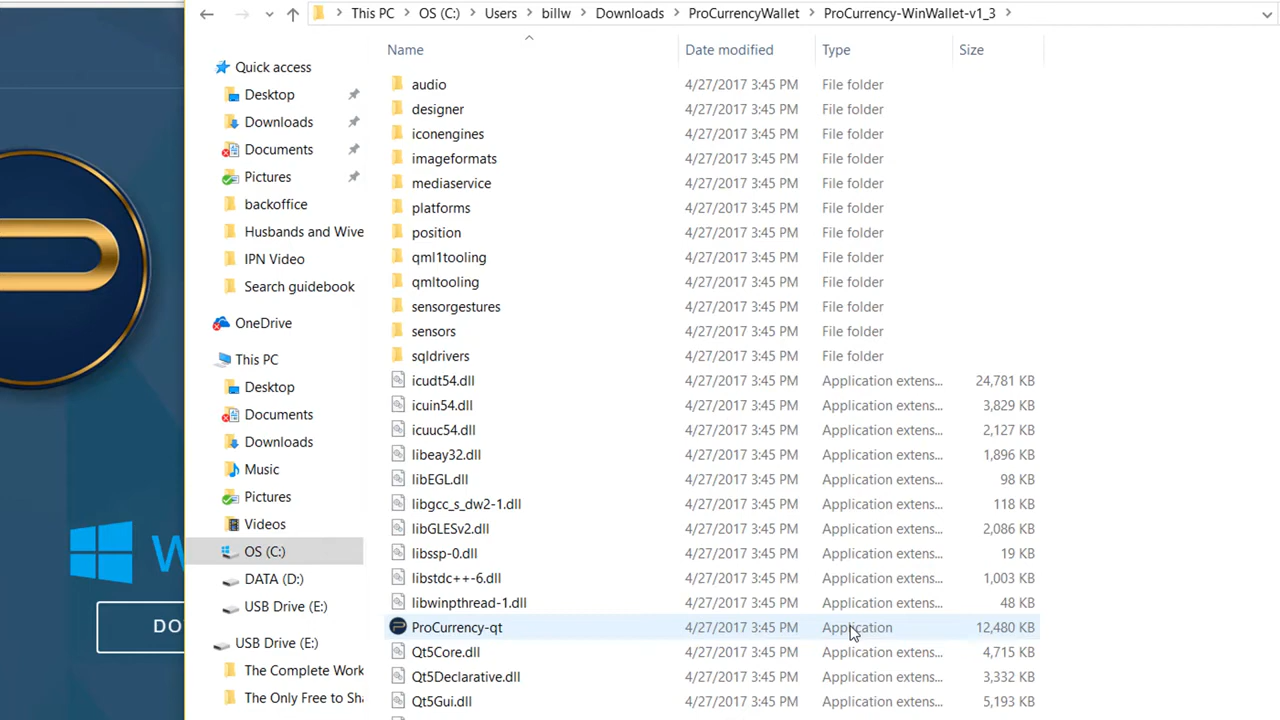 This PC > OS (C:) > Users > billw > Downloads > ProCurrencyWallet > ProCurrency-WinWallet-v1_3 >
Name Date modified Type Size
Quick access
Desktop
Downloads
Documents
Pictures
backoffice
Husbands and Wive
IPN Video
Search guidebook
OneDrive
This PC
Desktop
Documents
Downloads
Music
Pictures
Videos
OS (C:)
DATA (D:)
USB Drive (E:)
USB Drive (E:)
The Complete Work
The Only Free to Sha
audio 4/27/2017 3:45 PM File folder
designer 4/27/2017 3:45 PM File folder
iconengines 4/27/2017 3:45 PM File folder
imageformats 4/27/2017 3:45 PM File folder
mediaservice 4/27/2017 3:45 PM File folder
platforms 4/27/2017 3:45 PM File folder
position 4/27/2017 3:45 PM File folder
qml1tooling 4/27/2017 3:45 PM File folder
qmltooling 4/27/2017 3:45 PM File folder
sensorgestures 4/27/2017 3:45 PM File folder
sensors 4/27/2017 3:45 PM File folder
sqldrivers 4/27/2017 3:45 PM File folder
icudt54.dll 4/27/2017 3:45 PM Application extens... 24,781 KB
icuin54.dll 4/27/2017 3:45 PM Application extens... 3,829 KB
icuuc54.dll 4/27/2017 3:45 PM Application extens... 2,127 KB
libeay32.dll 4/27/2017 3:45 PM Application extens... 1,896 KB
libEGL.dll 4/27/2017 3:45 PM Application extens... 98 KB
libgcc_s_dw2-1.dll 4/27/2017 3:45 PM Application extens... 118 KB
libGLESv2.dll 4/27/2017 3:45 PM Application extens... 2,086 KB
libssp-0.dll 4/27/2017 3:45 PM Application extens... 19 KB
libstdc++-6.dll 4/27/2017 3:45 PM Application extens... 1,003 KB
libwinpthread-1.dll 4/27/2017 3:45 PM Application extens... 48 KB
ProCurrency-qt 4/27/2017 3:45 PM Application 12,480 KB
Qt5Core.dll 4/27/2017 3:45 PM Application extens... 4,715 KB
Qt5Declarative.dll 4/27/2017 3:45 PM Application extens... 3,332 KB
Qt5Gui.dll 4/27/2017 3:45 PM Application extens... 5,193 KB
W
DO